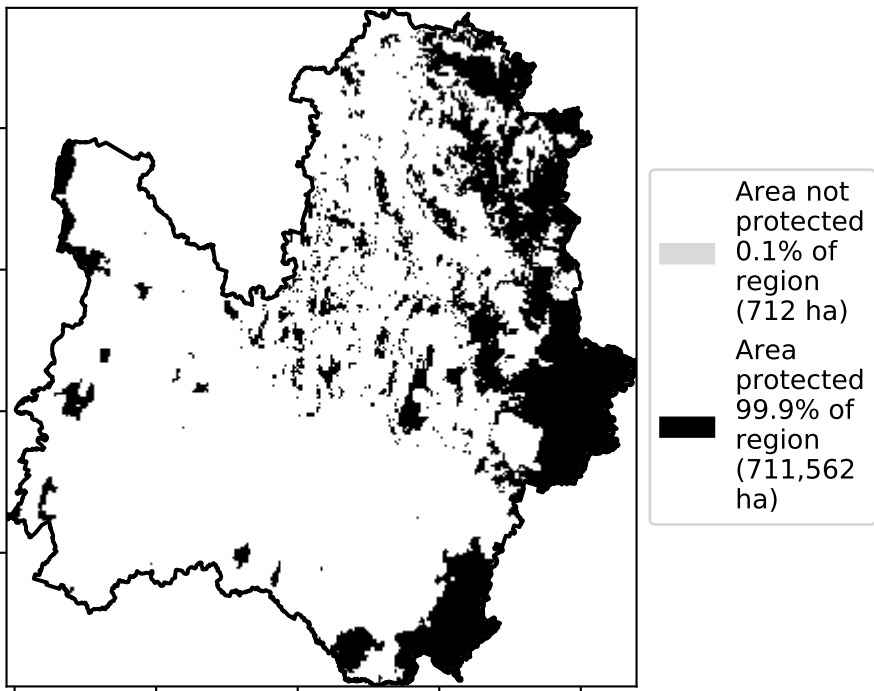 Area not
protected
0.1% of
region
(712 ha)
Area
protected
99.9% of
region
(711,562
ha)